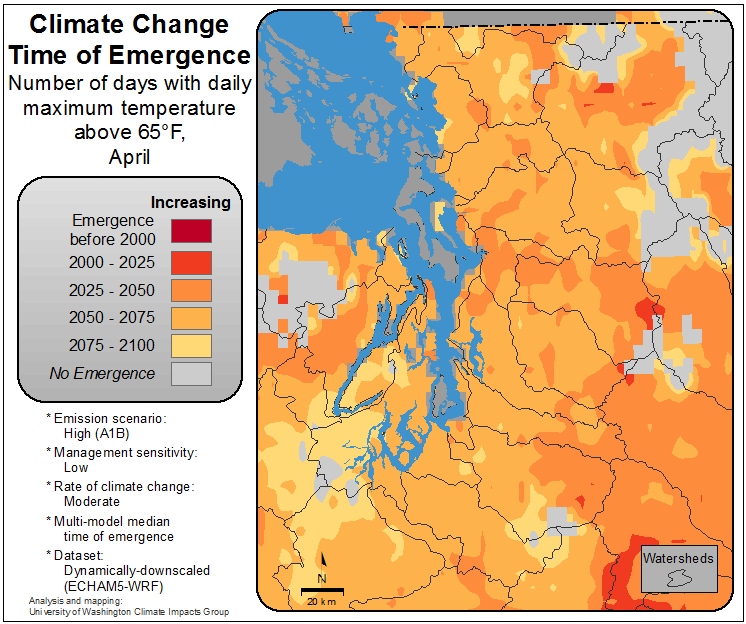 Climate Change
Time of Emergence
Number of days with daily
maximum temperature
above 65°F,
April
Increasing
Emergence
before 2000
2000 - 2025
2025 - 2050
2050 - 2075
2075 - 2100
No Emergence
* Emission scenario:
High (A1B)
* Management sensitivity:
Low
* Rate of climate change:
Moderate
* Multi-model median
time of emergence
* Dataset:
Dynamically-downscaled
(ECHAM5-WRF)
Analysis and mapping:
University of Washington Climate Impacts Group
N
20 km
Watersheds